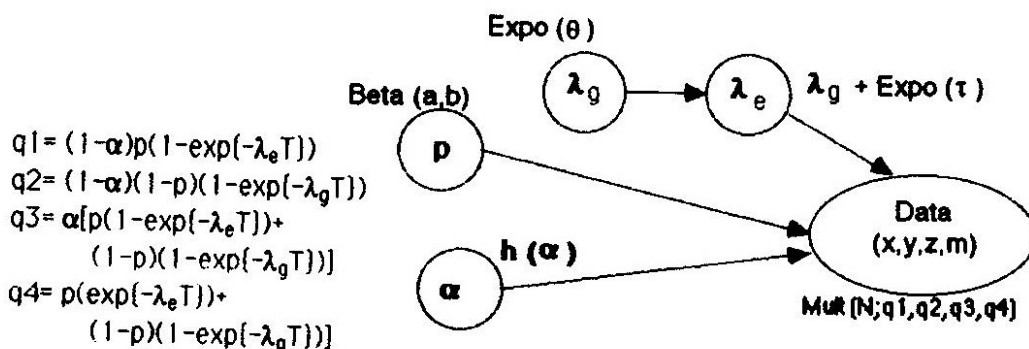 Expo (θ)
λg
λe
λg + Expo (τ)
Beta (a,b)
p
q1= (1-α)p(1-exp{-λeT})
q2= (1-α)(1-p)(1-exp{-λgT})
q3= α[p(1-exp{-λeT})+
(1-p)(1-exp{-λgT})]
q4= p(exp{-λeT})+
(1-p)(1-exp{-λgT})]
h (α)
α
Data
(x,y,z,m)
Mult [N;q1,q2,q3,q4]